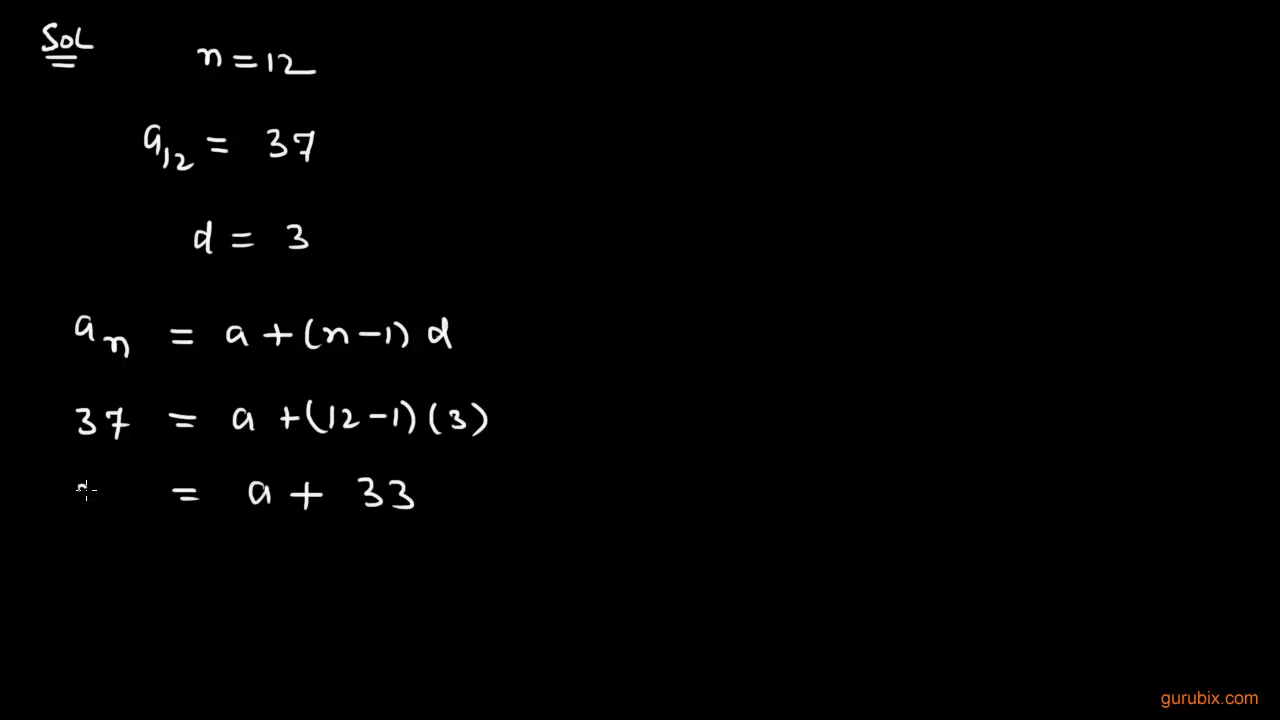 SOL
n = 12
a₁₂ = 37
d = 3
aₙ = a + (n - 1) d
37 = a + (12 - 1) (3)
= a + 33
gurubix.com